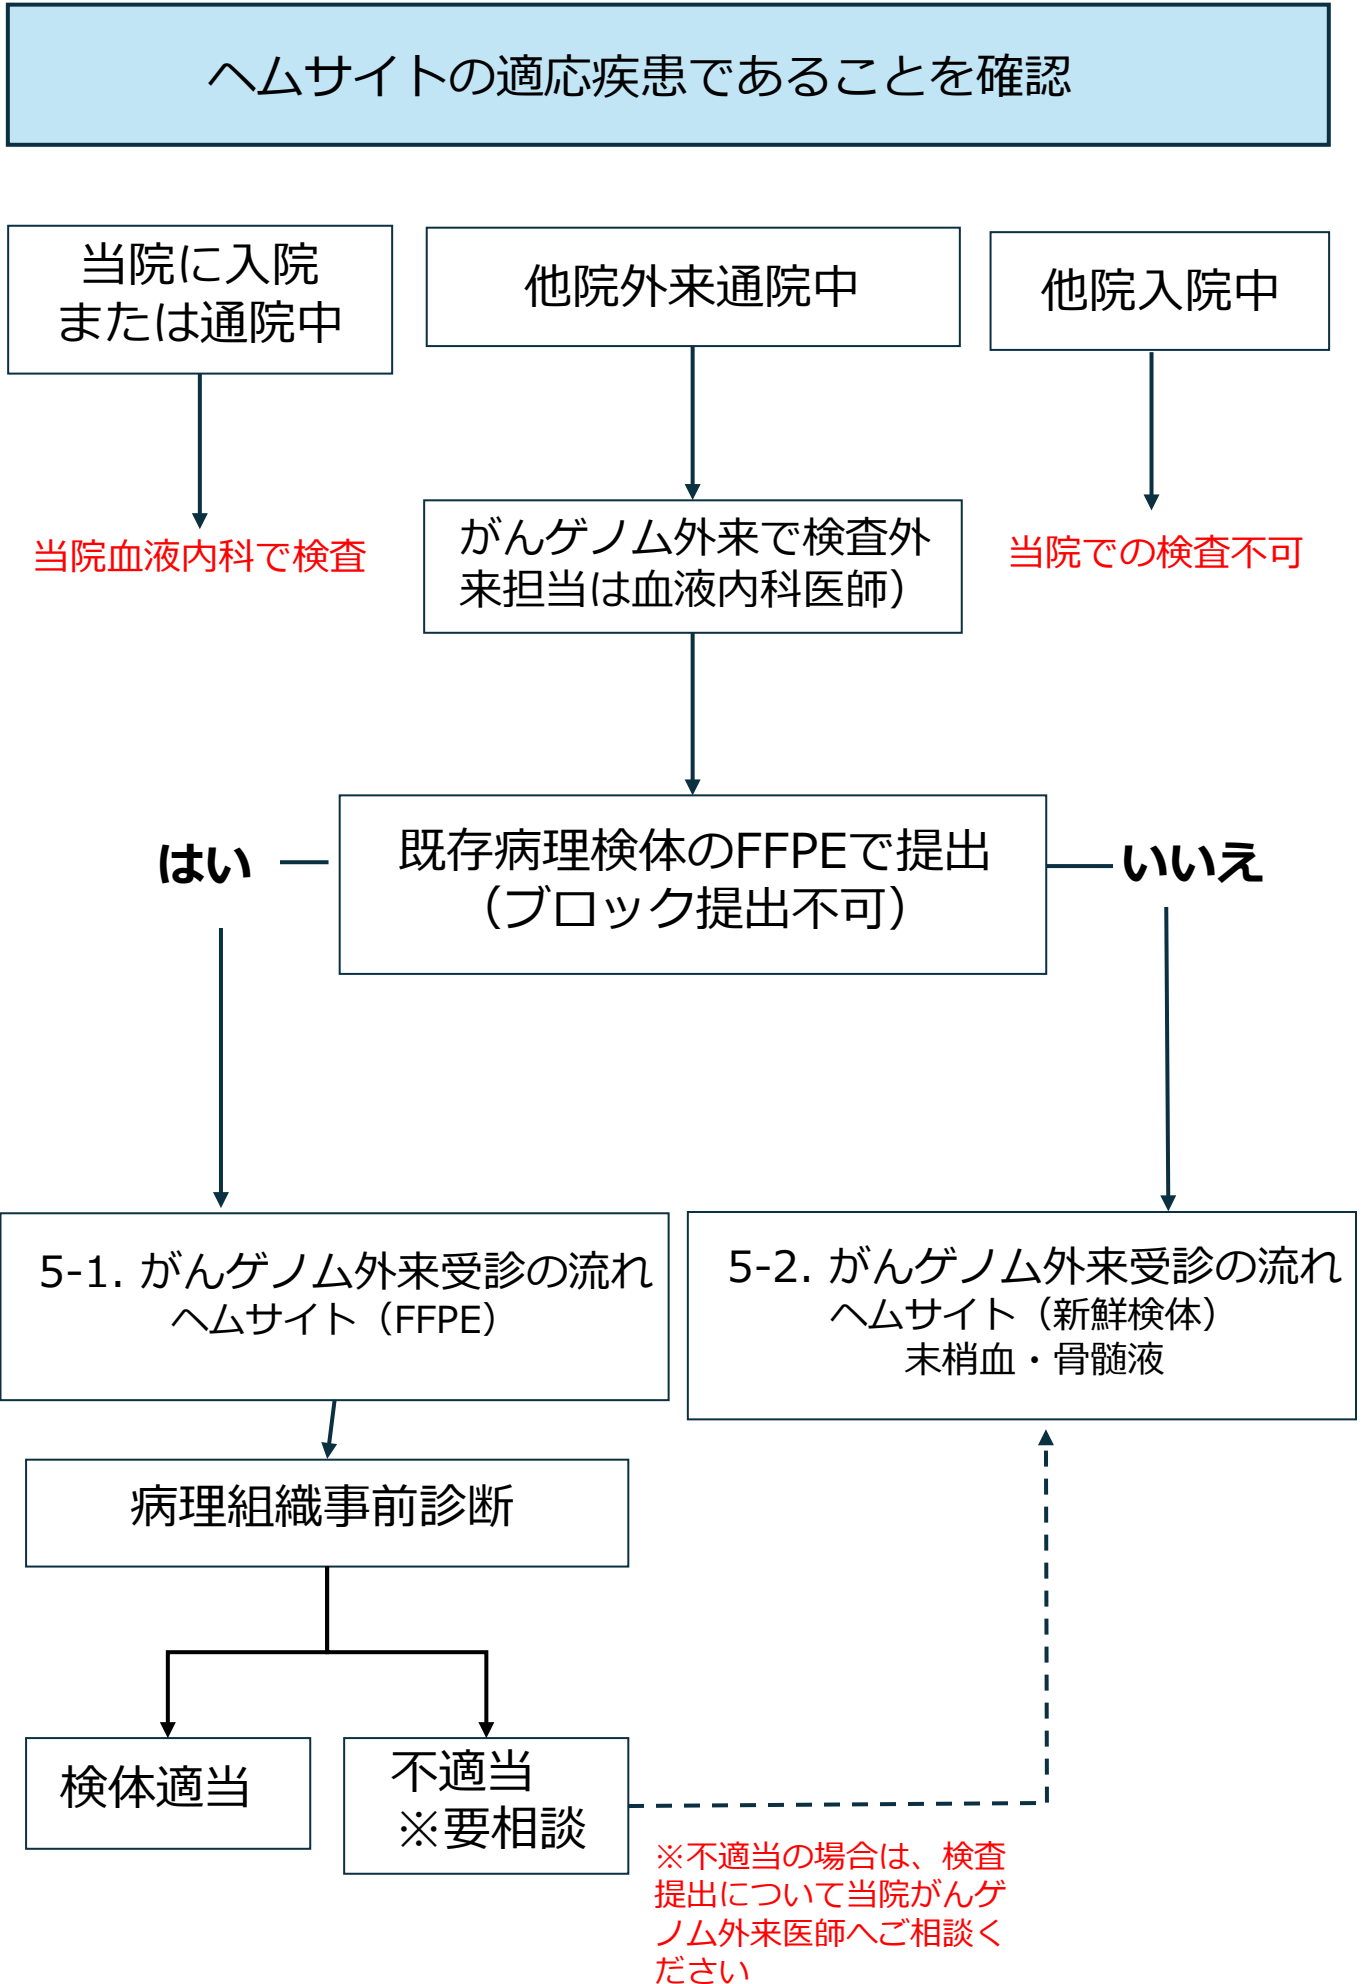 ヘムサイトの適応疾患であることを確認
当院に入院
または通院中
他院外来通院中
他院入院中
当院血液内科で検査
がんゲノム外来で検査外
来担当は血液内科医師）
当院での検査不可
はい
既存病理検体のFFPEで提出
（ブロック提出不可）
いいえ
5-1. がんゲノム外来受診の流れ
ヘムサイト（FFPE）
5-2. がんゲノム外来受診の流れ
ヘムサイト（新鮮検体）
末梢血・骨髄液
病理組織事前診断
検体適当
不適当
※要相談
※不適当の場合は、検査
提出について当院がんゲ
ノム外来医師へご相談く
ださい